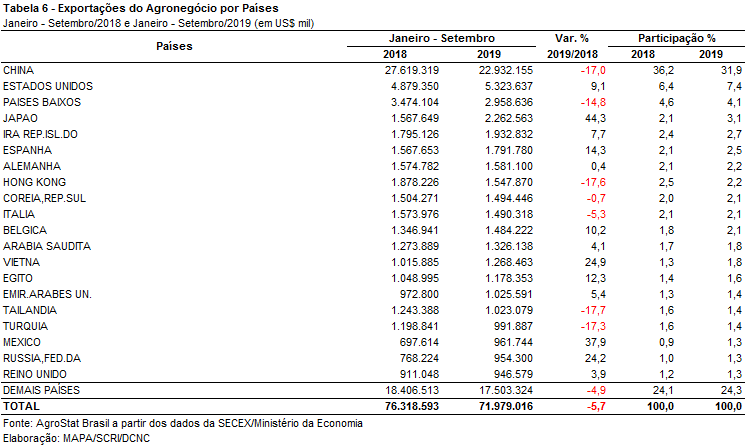 Tabela 6 - Exportações do Agronegócio por Países
Janeiro - Setembro/2018 e Janeiro - Setembro/2019 (em US$ mil)
Países Janeiro - Setembro Var. % Participação %
2018 2019 2019/2018 2018 2019
CHINA 27.619.319 22.932.155 -17,0 36,2 31,9
ESTADOS UNIDOS 4.879.350 5.323.637 9,1 6,4 7,4
PAISES BAIXOS 3.474.104 2.958.636 -14,8 4,6 4,1
JAPAO 1.567.649 2.262.563 44,3 2,1 3,1
IRA REP.ISL.DO 1.795.126 1.932.832 7,7 2,4 2,7
ESPANHA 1.567.653 1.791.780 14,3 2,1 2,5
ALEMANHA 1.574.782 1.581.100 0,4 2,1 2,2
HONG KONG 1.878.226 1.547.870 -17,6 2,5 2,2
COREIA,REP.SUL 1.504.271 1.494.446 -0,7 2,0 2,1
ITALIA 1.573.976 1.490.318 -5,3 2,1 2,1
BELGICA 1.346.941 1.484.222 10,2 1,8 2,1
ARABIA SAUDITA 1.273.889 1.326.138 4,1 1,7 1,8
VIETNA 1.015.885 1.268.463 24,9 1,3 1,8
EGITO 1.048.995 1.178.353 12,3 1,4 1,6
EMIR.ARABES UN. 972.800 1.025.591 5,4 1,3 1,4
TAILANDIA 1.243.388 1.023.079 -17,7 1,6 1,4
TURQUIA 1.198.841 991.887 -17,3 1,6 1,4
MEXICO 697.614 961.744 37,9 0,9 1,3
RUSSIA,FED.DA 768.224 954.300 24,2 1,0 1,3
REINO UNIDO 911.048 946.579 3,9 1,2 1,3
DEMAIS PAÍSES 18.406.513 17.503.324 -4,9 24,1 24,3
TOTAL 76.318.593 71.979.016 -5,7 100,0 100,0
Fonte: AgroStat Brasil a partir dos dados da SECEX/Ministério da Economia
Elaboração: MAPA/SCRI/DCNC